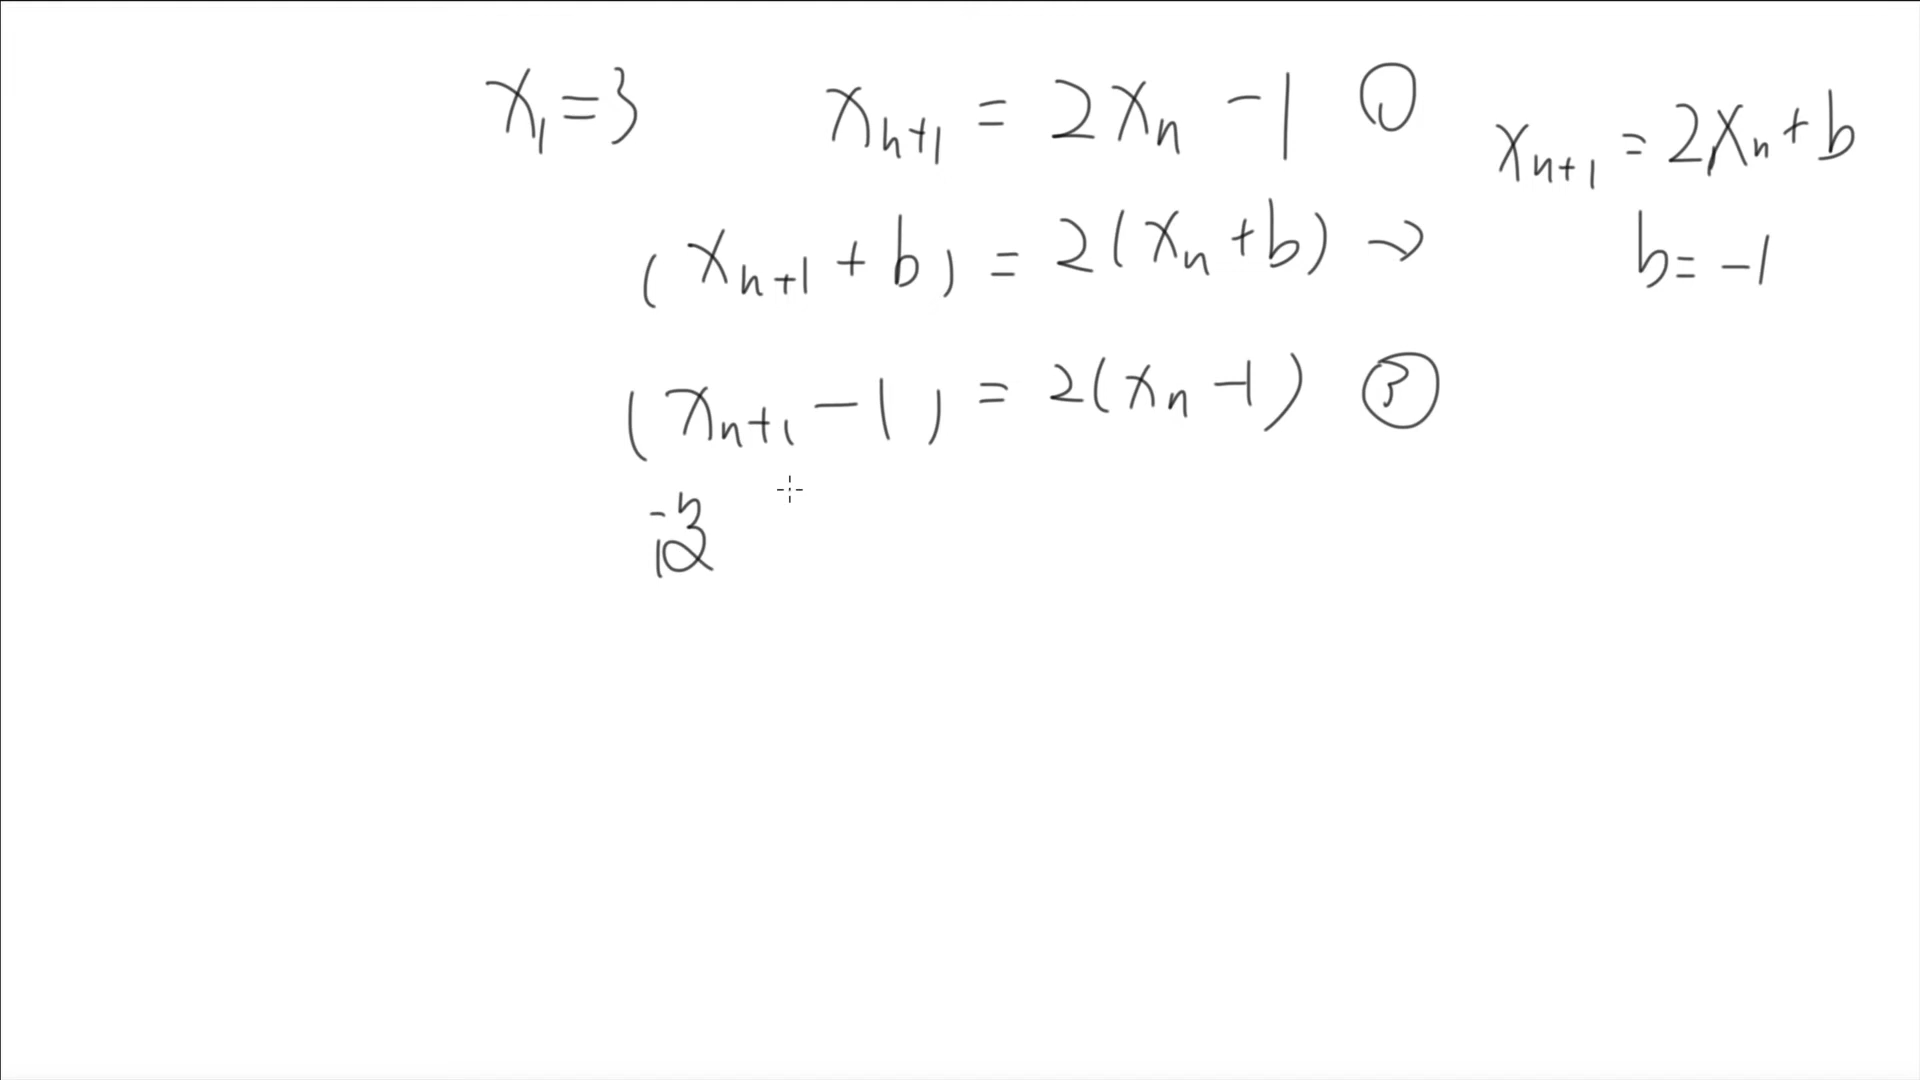 x₁=3 xₙ₊₁ = 2xₙ -1 ①
xₙ₊₁ = 2xₙ+b
(xₙ₊₁ + b) = 2(xₙ+b) →
b= -1
(xₙ₊₁ -1) = 2(xₙ -1) ③
设